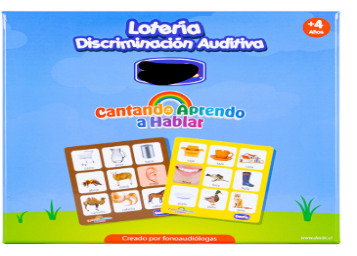 Lotería
Discriminación Auditiva
+4
Años
Cantando Aprendo
a Hablar
Creado por fonoaudiólogas